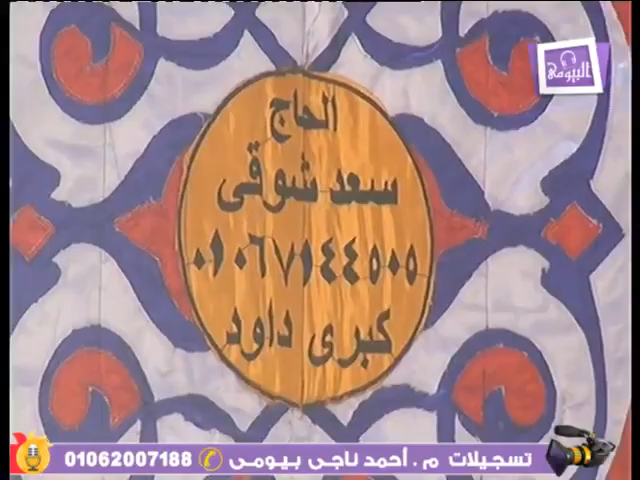 البيومى
الحاج
سعد شوقى
٠١٠٦٧١٤٤٥٠٥
كبرى داود
تسجيلات م.أحمد ناجى بيومى 01062007188